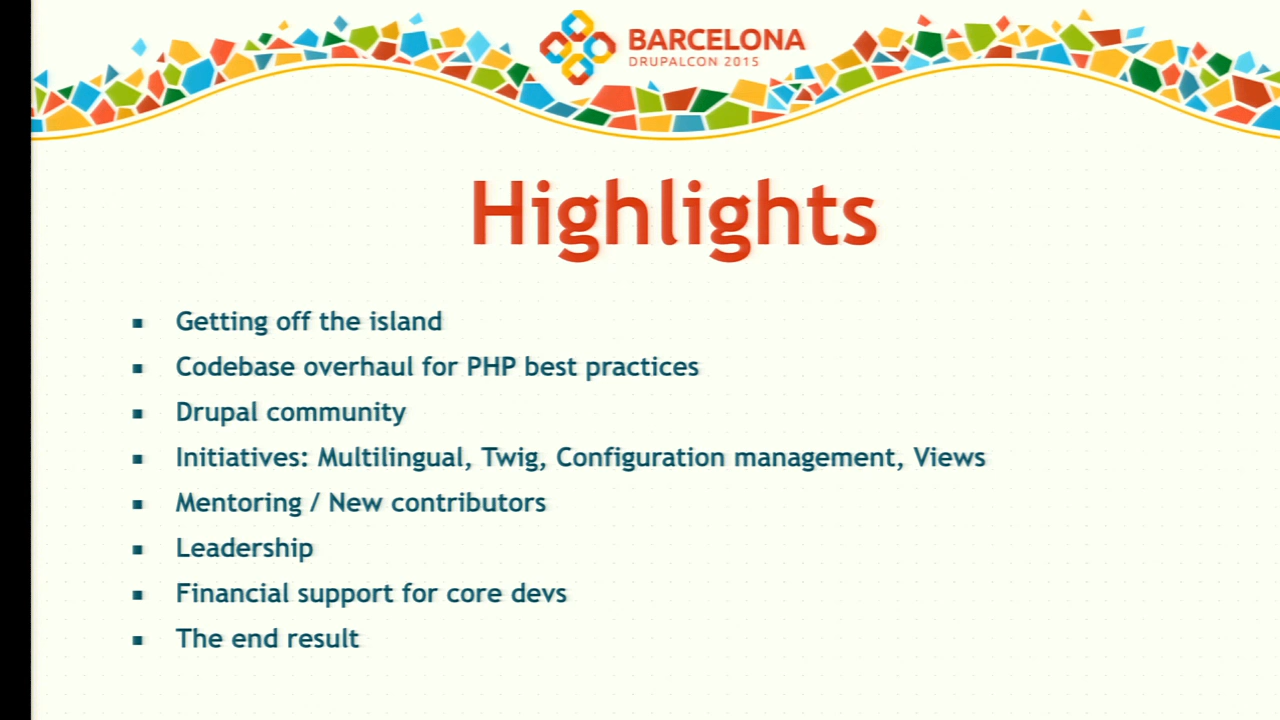 BARCELONA
DRUPALCON 2015
Highlights
▪ Getting off the island
▪ Codebase overhaul for PHP best practices
▪ Drupal community
▪ Initiatives: Multilingual, Twig, Configuration management, Views
▪ Mentoring / New contributors
▪ Leadership
▪ Financial support for core devs
▪ The end result